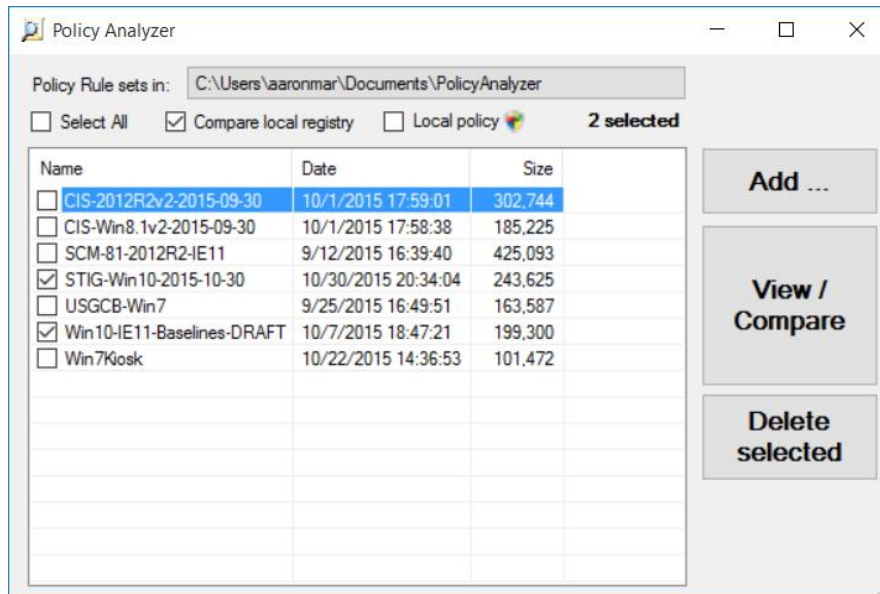 Policy Analyzer
Policy Rule sets in: C:\Users\aaronmar\Documents\PolicyAnalyzer
Select All Compare local registry Local policy 2 selected
Name Date Size
CIS-2012R2v2-2015-09-30 10/1/2015 17:59:01 302,744
CIS-Win8.1v2-2015-09-30 10/1/2015 17:58:38 185,225
SCM-81-2012R2-IE11 9/12/2015 16:39:40 425,093
STIG-Win10-2015-10-30 10/30/2015 20:34:04 243,625
USGCB-Win7 9/25/2015 16:49:51 163,587
Win10-IE11-Baselines-DRAFT 10/7/2015 18:47:21 199,300
Win7Kiosk 10/22/2015 14:36:53 101,472
Add ...
View /
Compare
Delete
selected